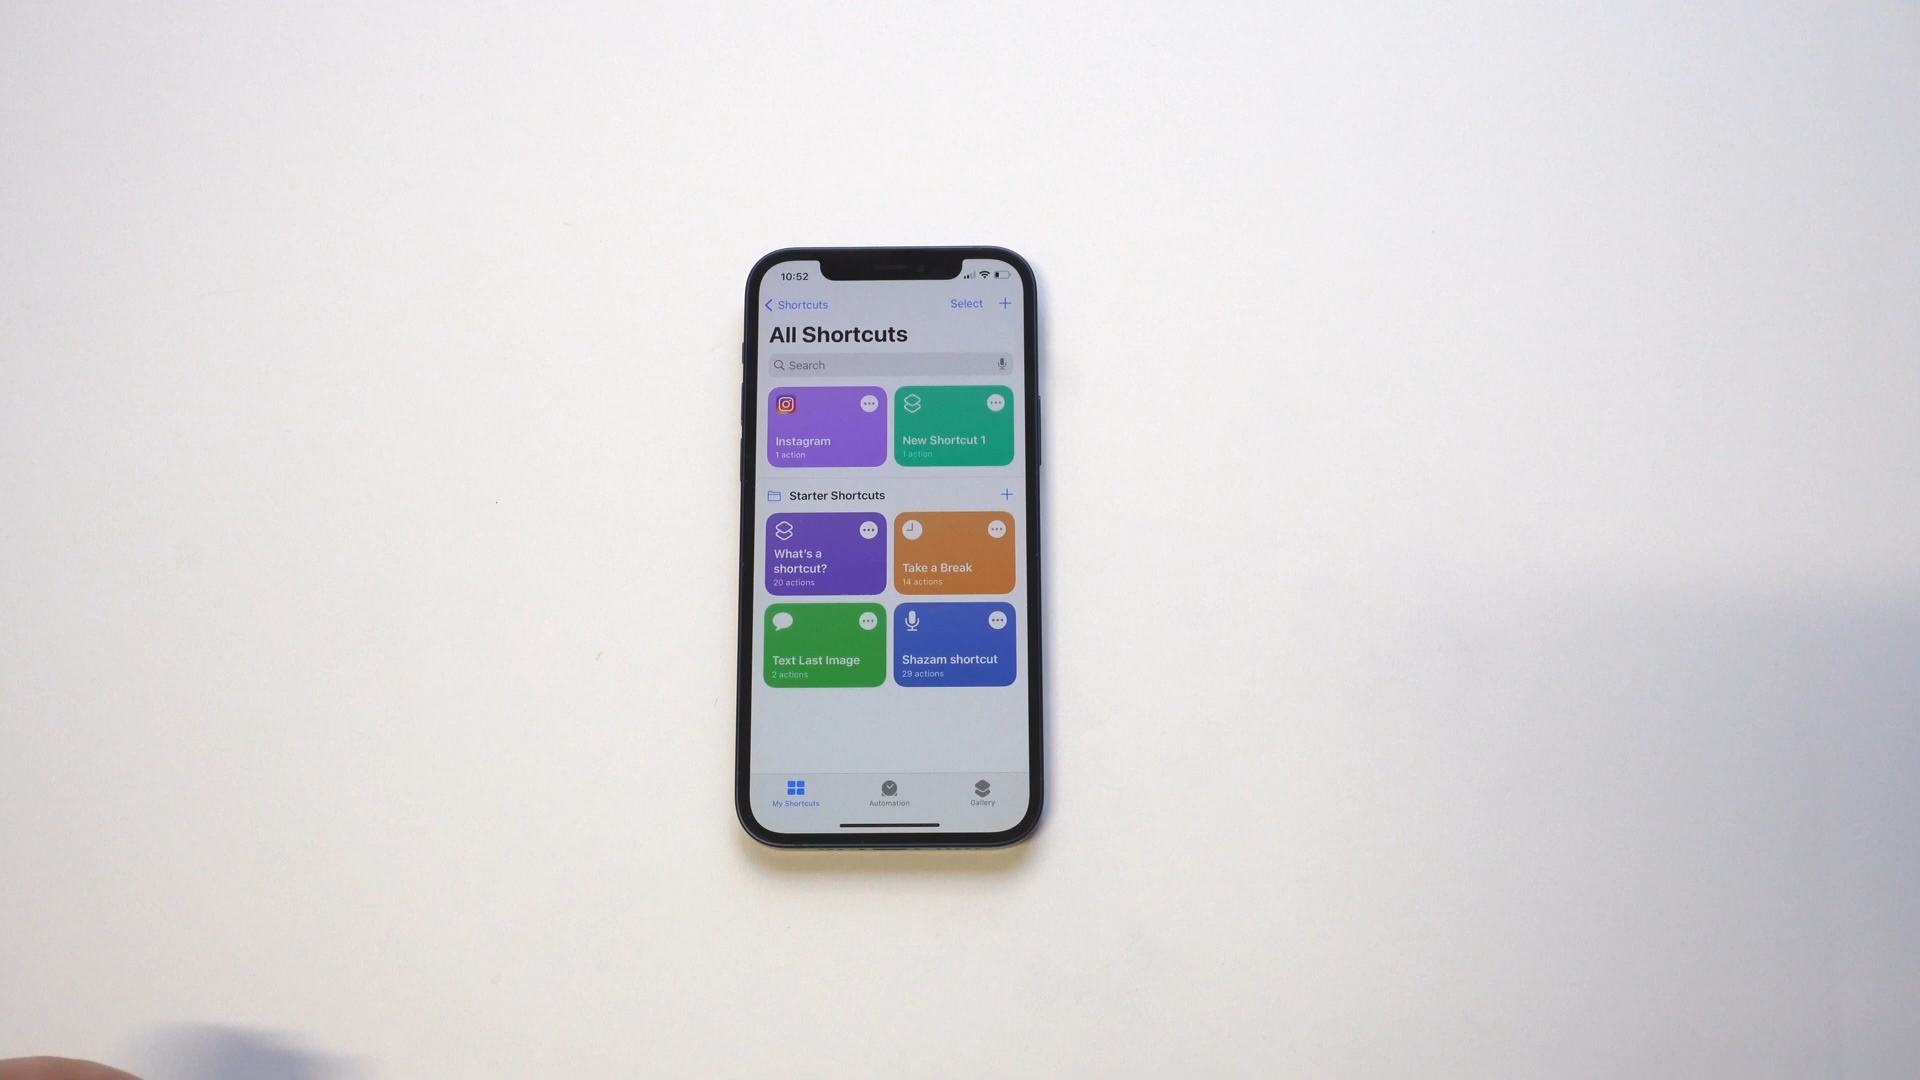 10:52
Shortcuts
Select +
All Shortcuts
Search
Instagram
1 action
New Shortcut 1
1 action
Starter Shortcuts +
What's a
shortcut?
20 actions
Take a Break
14 actions
Text Last Image
2 actions
Shazam shortcut
29 actions
My Shortcuts
Automation
Gallery